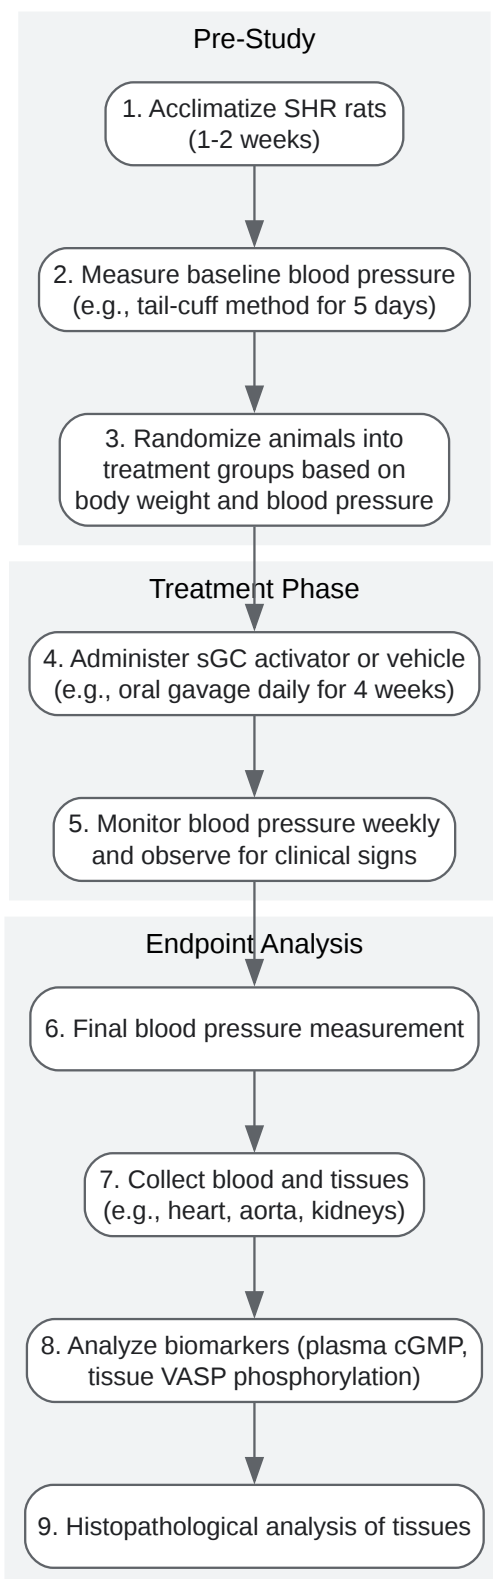 Pre-Study
1. Acclimatize SHR rats
(1-2 weeks)
2. Measure baseline blood pressure
(e.g., tail-cuff method for 5 days)
3. Randomize animals into
treatment groups based on
body weight and blood pressure
Treatment Phase
4. Administer sGC activator or vehicle
(e.g., oral gavage daily for 4 weeks)
5. Monitor blood pressure weekly
and observe for clinical signs
Endpoint Analysis
6. Final blood pressure measurement
7. Collect blood and tissues
(e.g., heart, aorta, kidneys)
8. Analyze biomarkers (plasma cGMP,
tissue VASP phosphorylation)
9. Histopathological analysis of tissues